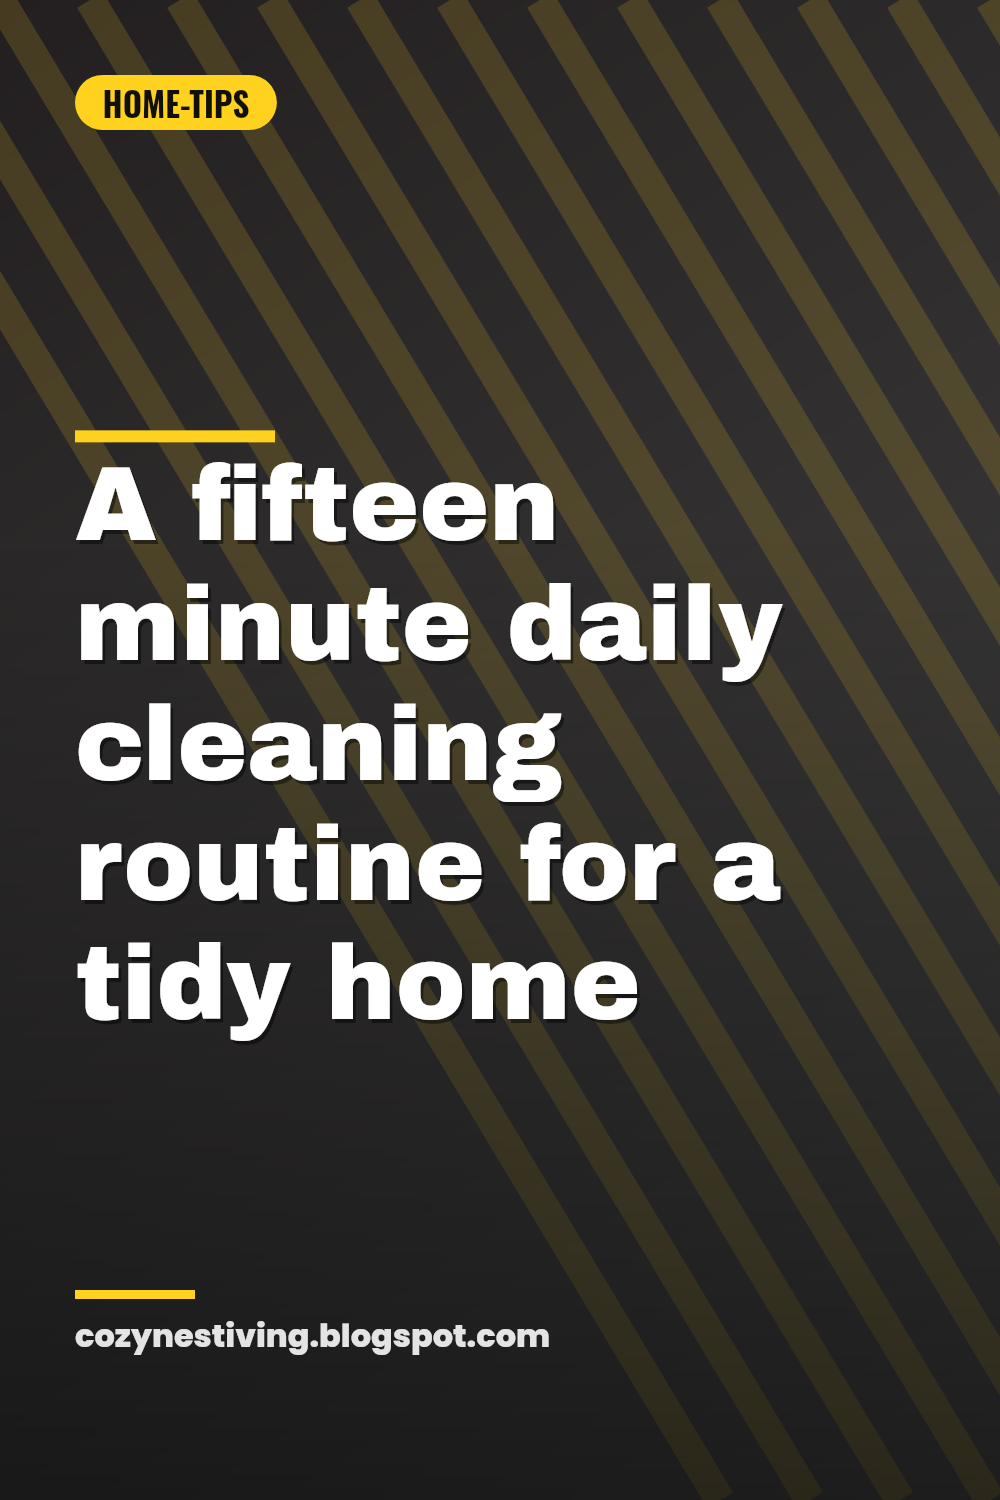 HOME-TIPS
A fifteen
minute daily
cleaning
routine for a
tidy home
cozynestiving.blogspot.com